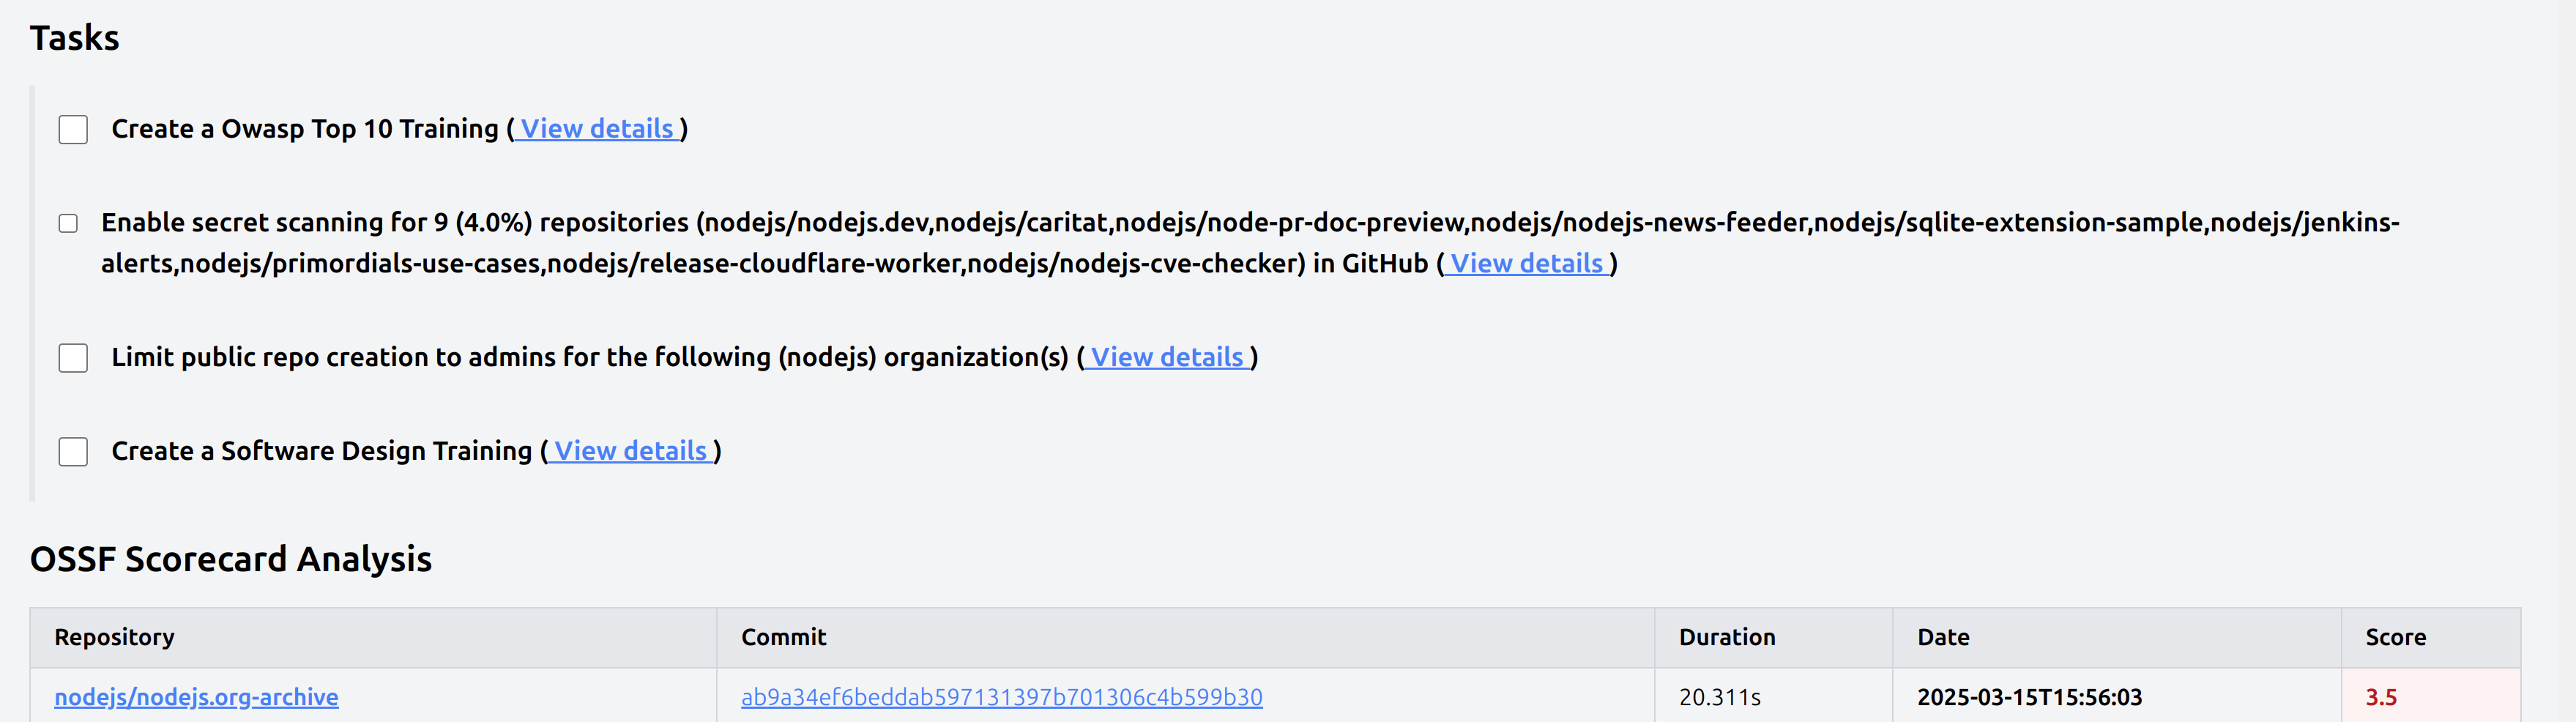 Tasks
Create a Owasp Top 10 Training ( View details )
Enable secret scanning for 9 (4.0%) repositories (nodejs/nodejs.dev,nodejs/caritat,nodejs/node-pr-doc-preview,nodejs/nodejs-news-feeder,nodejs/sqlite-extension-sample,nodejs/jenkins-
alerts,nodejs/primordials-use-cases,nodejs/release-cloudflare-worker,nodejs/nodejs-cve-checker) in GitHub ( View details )
Limit public repo creation to admins for the following (nodejs) organization(s) ( View details )
Create a Software Design Training ( View details )
OSSF Scorecard Analysis
Repository Commit Duration Date Score
nodejs/nodejs.org-archive ab9a34ef6beddab597131397b701306c4b599b30 20.311s 2025-03-15T15:56:03 3.5